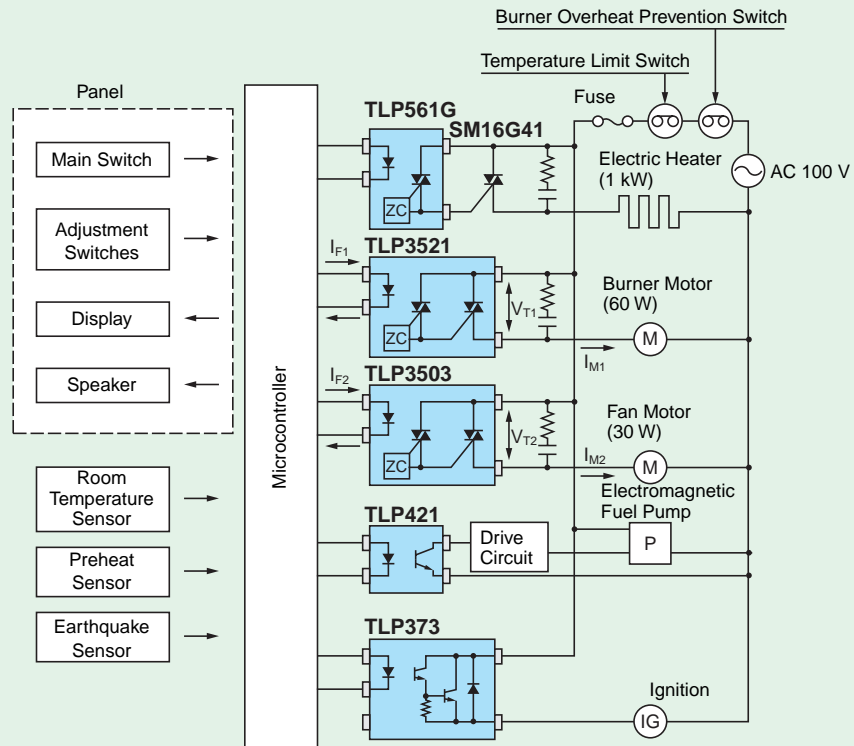 Burner Overheat Prevention Switch
Temperature Limit Switch
Panel
Fuse
TLP561G
SM16G41
Electric Heater
(1 kW)
AC 100 V
Main Switch
ZC
Adjustment
Switches
IF1
TLP3521
Burner Motor
(60 W)
VT1
Display
ZC
M
IM1
Speaker
IF2
TLP3503
Fan Motor
(30 W)
VT2
Microcontroller
ZC
IM2
M
Room
Temperature
Sensor
Electromagnetic
Fuel Pump
TLP421
Drive
Circuit
P
Preheat
Sensor
Earthquake
Sensor
TLP373
Ignition
IG